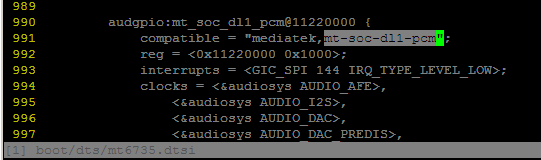 989
990 audgpio:mt_soc_dl1_pcm@11220000 {
991 compatible = "mediatek,mt-soc-dl1-pcm";
992 reg = <0x11220000 0x1000>;
993 interrupts = <GIC_SPI 144 IRQ_TYPE_LEVEL_LOW>;
994 clocks = <&audiosys AUDIO_AFE>,
995 <&audiosys AUDIO_I2S>,
996 <&audiosys AUDIO_DAC>,
997 <&audiosys AUDIO_DAC_PREDIS>,
[1] boot/dts/mt6735.dtsi